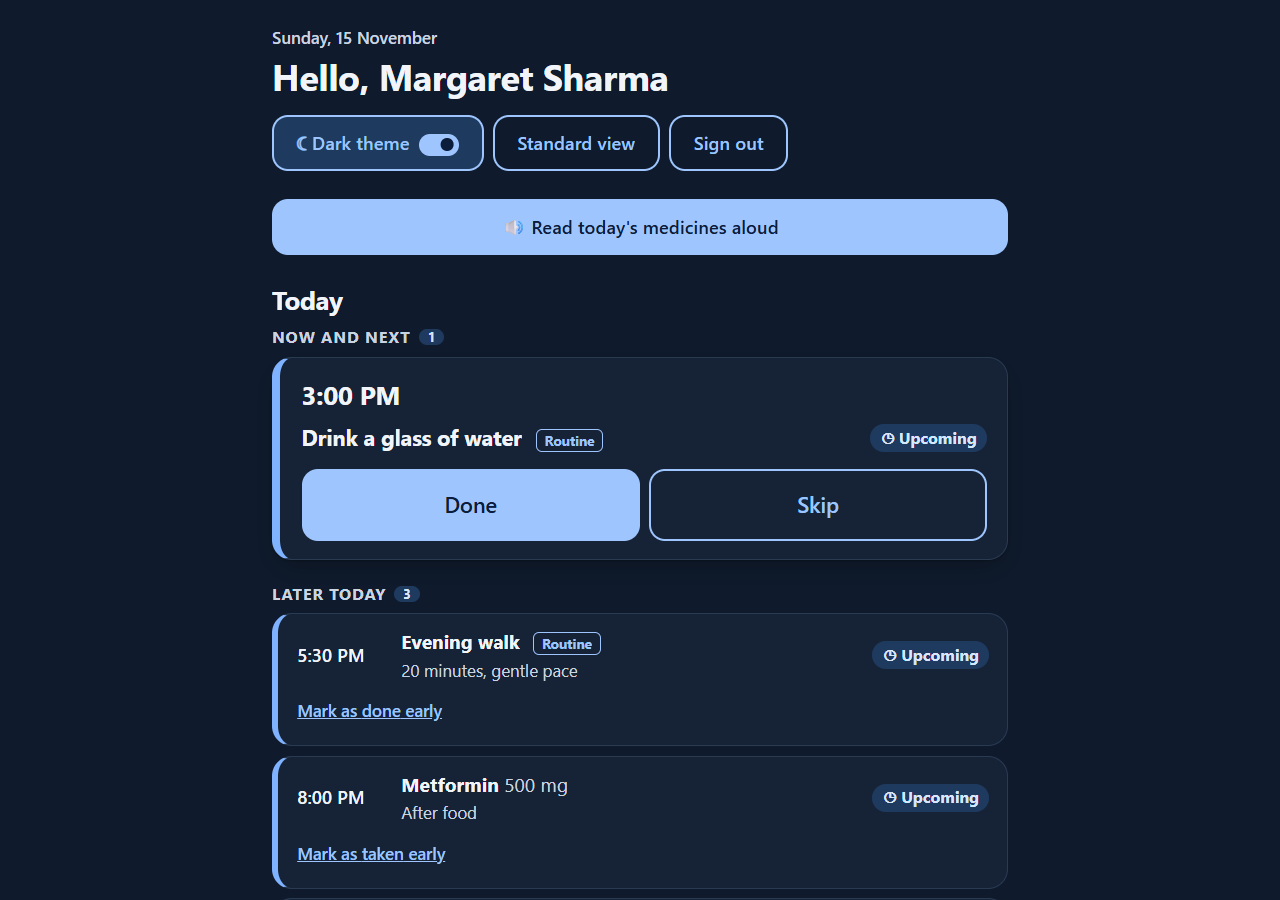 Sunday, 15 November
Hello, Margaret Sharma
Dark theme
Standard view
Sign out
Read today's medicines aloud
Today
NOW AND NEXT 1
3:00 PM
Drink a glass of water Routine Upcoming
Done
Skip
LATER TODAY 3
5:30 PM
Evening walk Routine
20 minutes, gentle pace
Upcoming
Mark as done early
8:00 PM
Metformin 500 mg
After food
Upcoming
Mark as taken early